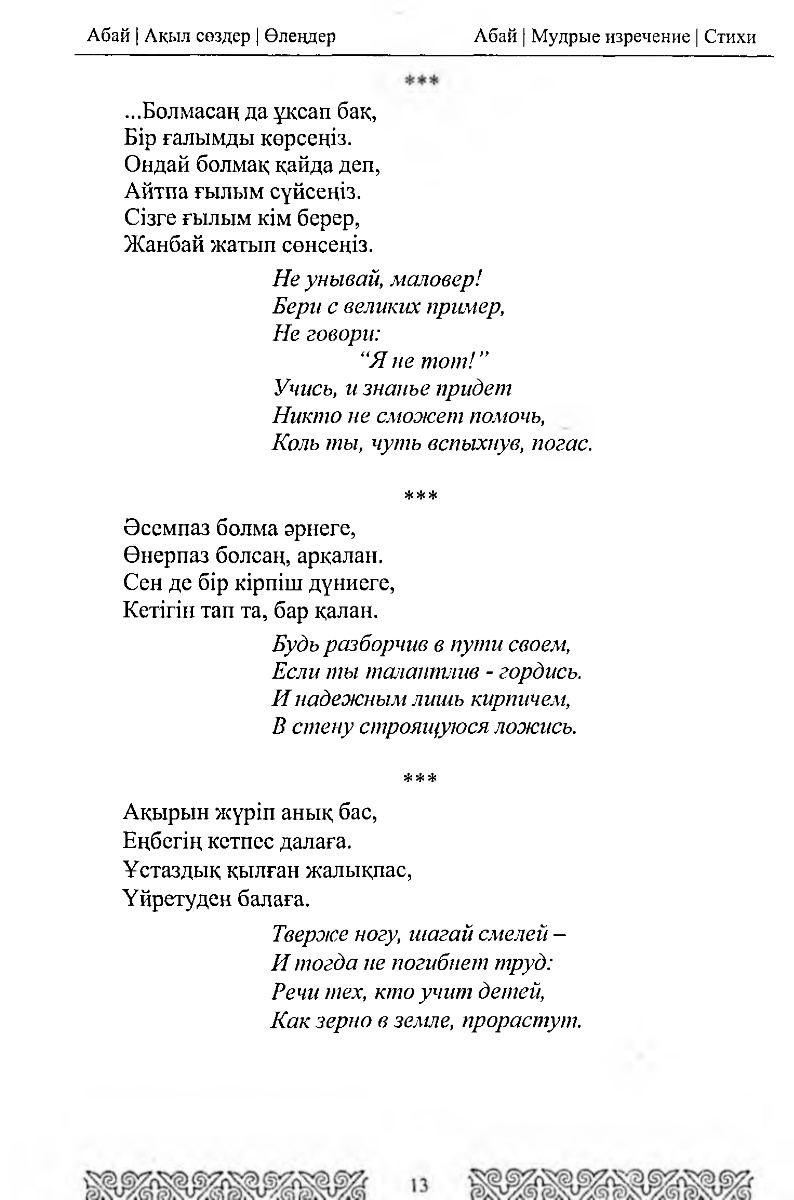 Абай | Ақыл сөздер | Өлеңдер Абай | Мудрые изречение | Стихи
***
...Болмасаң да ұксап бақ,
Бір ғалымды көрсеңіз.
Ондай болмақ қайда деп,
Айтпа ғылым сүйсеңіз.
Сізге ғылым кім берер,
Жанбай жатып сөнсеңіз.
Не унывай, маловер!
Бери с великих пример,
Не говори:
“Я не тот!”
Учись, и знанье придет
Никто не сможет помочь,
Коль ты, чуть вспыхнув, погас.
***
Әсемпаз болма әрнеге,
Өнерпаз болсаң, арқалан.
Сен де бір кірпіш дүниеге,
Кетігін тап та, бар қалан.
Будь разборчив в пути своем,
Если ты талантлив - гордись.
И надежным лишь кирпичем,
В стену строящуюся ложись.
***
Ақырын жүріп анық бас,
Еңбегің кетпес далаға.
Ұстаздық қылған жалықпас,
Үйретуден балаға.
Тверже ногу, шагай смелей –
И тогда не погибнет труд:
Речи тех, кто учит детей,
Как зерно в земле, прорастут.
13